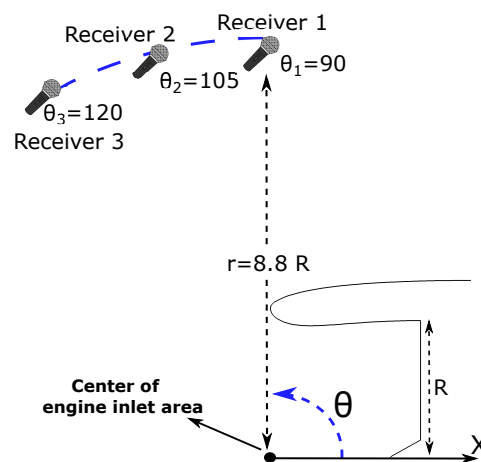 Receiver 1
Receiver 2
θ₁=90
θ₂=105
θ₃=120
Receiver 3
r=8.8 R
R
Center of
engine inlet area
θ
X